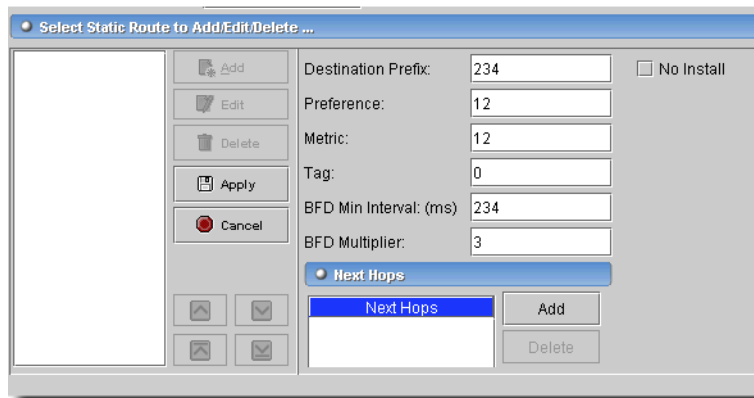 Select Static Route to Add/Edit/Delete ...
Add
Edit
Delete
Apply
Cancel
Destination Prefix: 234
No Install
Preference: 12
Metric: 12
Tag: 0
BFD Min Interval: (ms) 234
BFD Multiplier: 3
Next Hops
Next Hops
Add
Delete